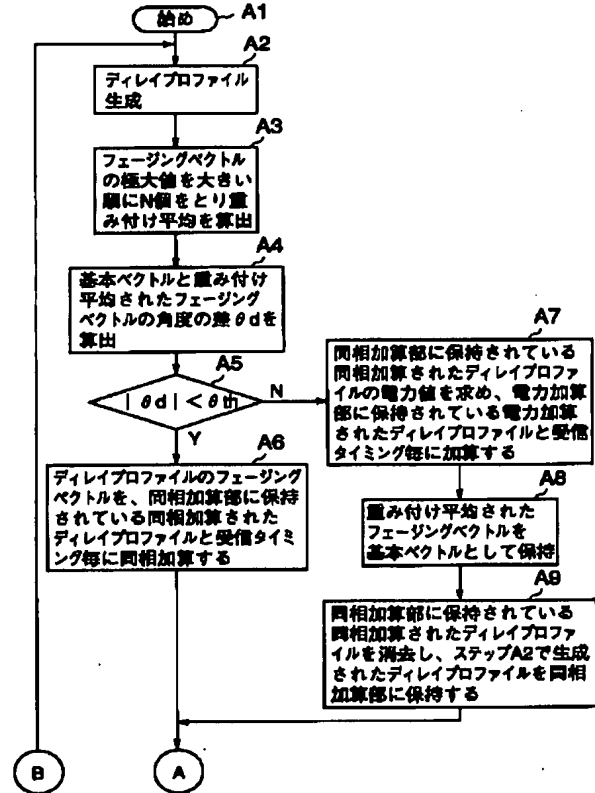 始め
A1
A2
ディレイプロファイル
生成
A3
フェージングベクトル
の極大値を大きい
順にN個をとり重
み付け平均を算出
A4
基本ベクトルと重み付け
平均されたフェージング
ベクトルの角度の差θdを
算出
A5
|θd|<θth
N
Y
A6
ディレイプロファイルのフェージング
ベクトルを、同相加算部に保持
されている同相加算された
ディレイプロファイルと受信タイミ
ング毎に同相加算する
A7
同相加算部に保持されている
同相加算されたディレイプロファ
イルの電力値を求め、電力加算
部に保持されている電力加算
されたディレイプロファイルと受信
タイミング毎に加算する
A8
重み付け平均された
フェージングベクトルを
基本ベクトルとして保持
A9
同相加算部に保持されている
同相加算されたディレイプロファ
イルを消去し、ステップA2で生成
されたディレイプロファイルを同相
加算部に保持する
B
A